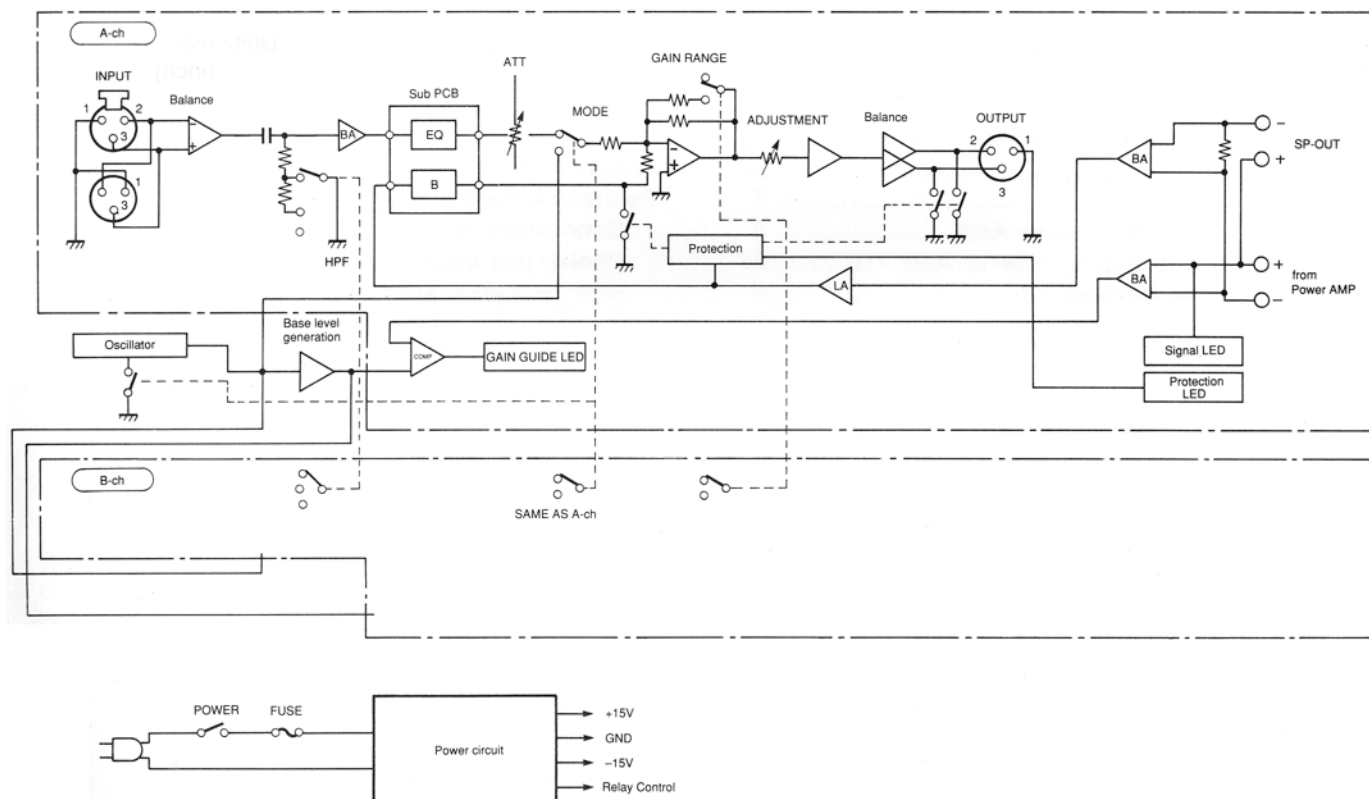 A-ch
Unit : mm
(inch)
INPUT
1
2
3
1
3
Balance
HPF
BA
Sub PCB
EQ
B
ATT
MODE
GAIN RANGE
−
+
ADJUSTMENT
Balance
OUTPUT
2
1
3
BA
−
SP-OUT
+
Protection
LA
BA
+
from
Power AMP
−
Signal LED
Protection
LED
Oscillator
Base level
generation
COMP
GAIN GUIDE LED
B-ch
SAME AS A-ch
POWER
FUSE
Power circuit
+15V
GND
−15V
Relay Control